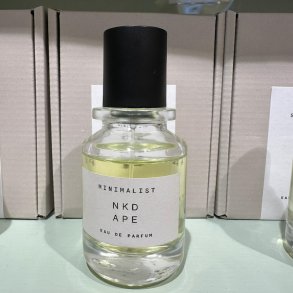 MINIMALIST
NKD
APE
EAU DE PARFUM